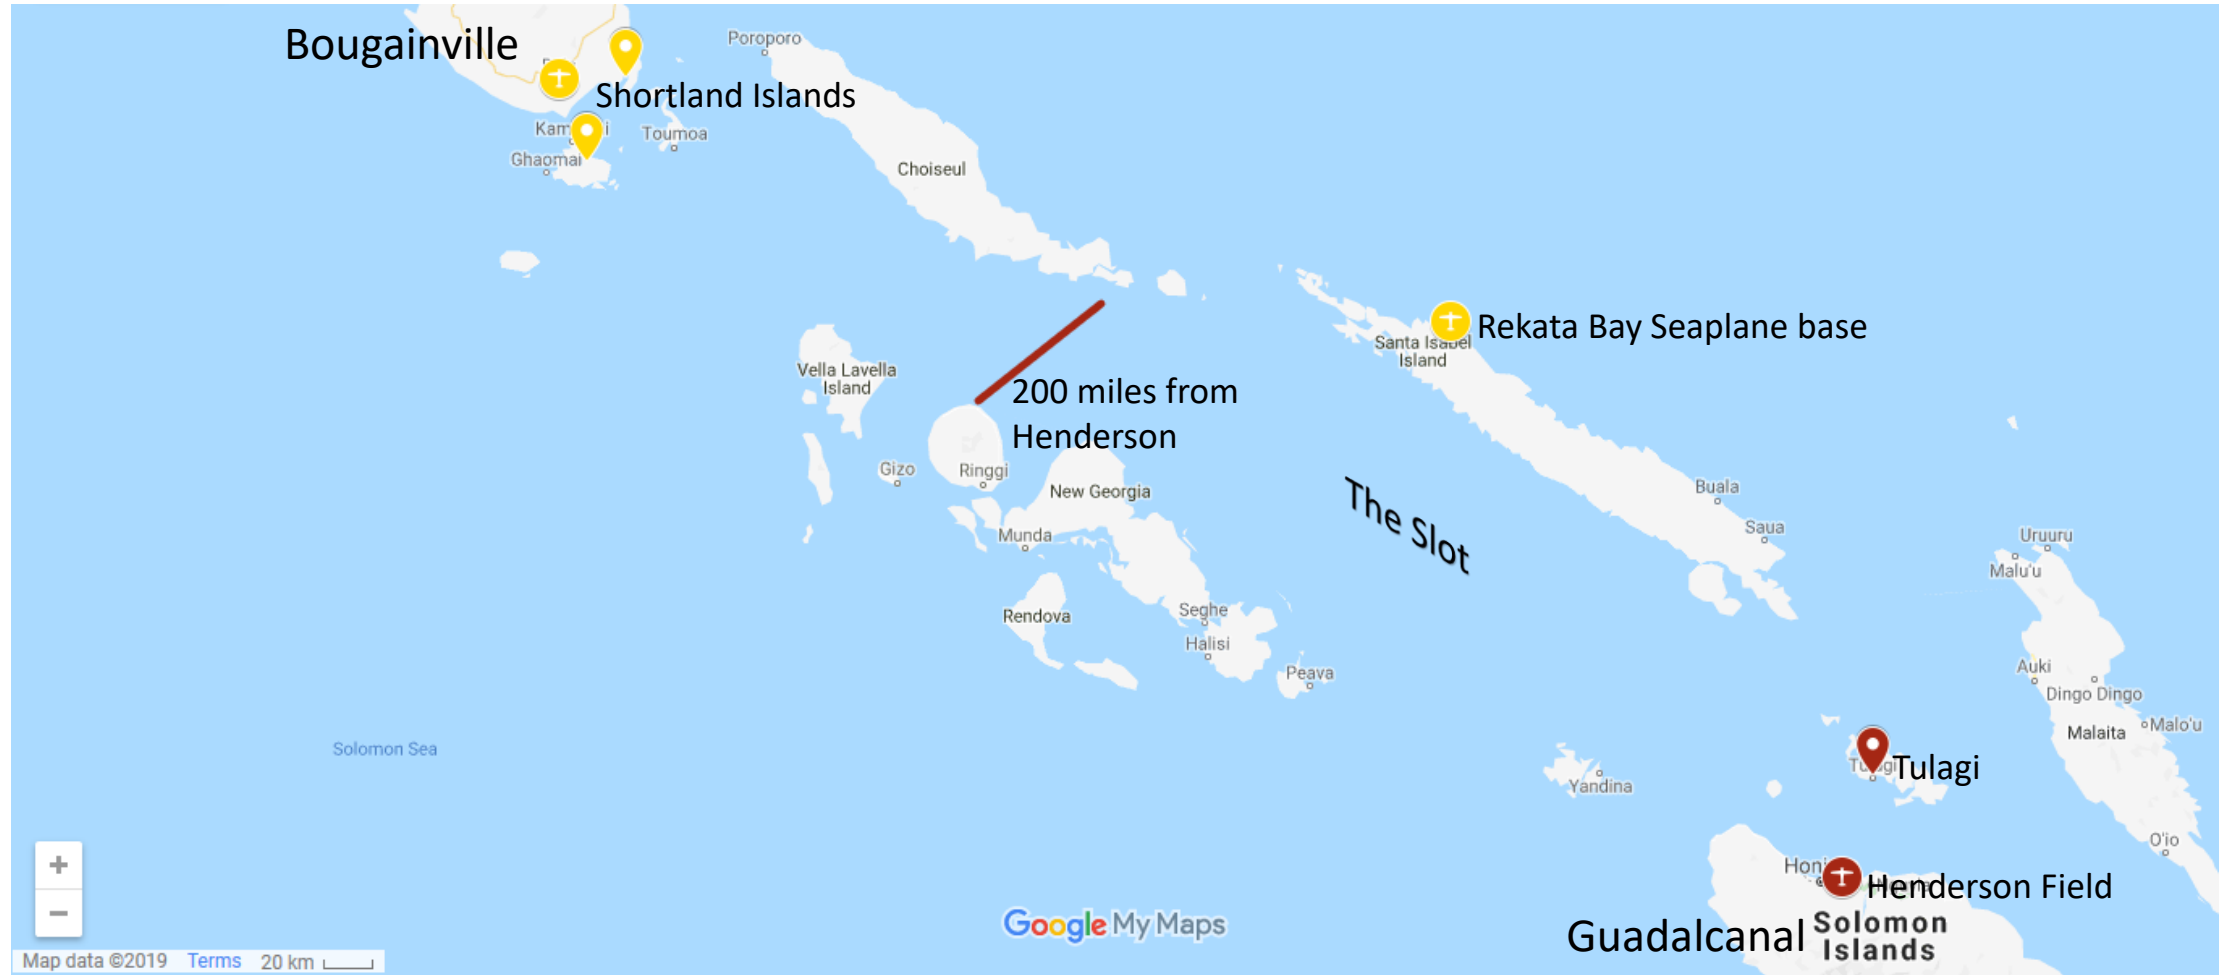 Bougainville
Poroporo
Shortland Islands
Toumoa
Ghaomai
Choiseul
Rekata Bay Seaplane base
Santa Isabel
Island
Vella Lavella
Island
200 miles from
Henderson
Gizo
Ringgi
New Georgia
The Slot
Buala
Saua
Munda
Uruuru
Malu'u
Rendova
Seghe
Halisi
Peava
Auki
Dingo Dingo
Malaita
Malo'u
Solomon Sea
Tulagi
Yandina
O'io
Henderson Field
Guadalcanal
Solomon
Islands
Google My Maps
Map data ©2019 Terms 20 km